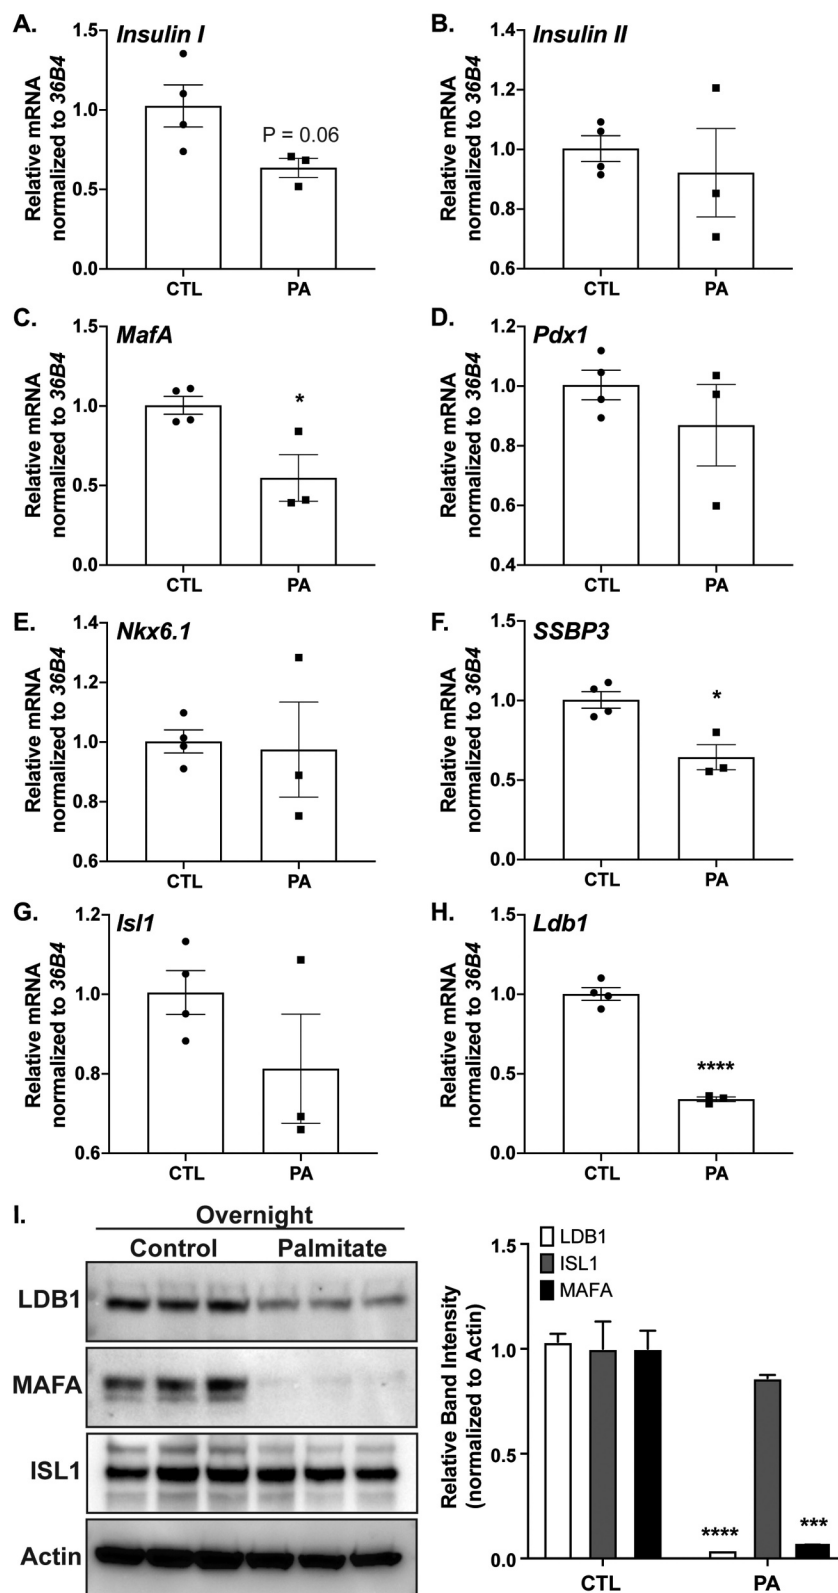 A.
Insulin I
Relative mRNA
normalized to 36B4
1.5
1.0
0.5
0.0
P = 0.06
CTL
PA
B.
Insulin II
Relative mRNA
normalized to 36B4
1.4
1.2
1.0
0.8
0.6
CTL
PA
C.
MafA
Relative mRNA
normalized to 36B4
1.5
1.0
0.5
0.0
*
CTL
PA
D.
Pdx1
Relative mRNA
normalized to 36B4
1.2
1.0
0.8
0.6
0.4
CTL
PA
E.
Nkx6.1
Relative mRNA
normalized to 36B4
1.4
1.2
1.0
0.8
0.6
CTL
PA
F.
SSBP3
Relative mRNA
normalized to 36B4
1.5
1.0
0.5
0.0
*
CTL
PA
G.
Isl1
Relative mRNA
normalized to 36B4
1.2
1.0
0.8
0.6
CTL
PA
H.
Ldb1
Relative mRNA
normalized to 36B4
1.5
1.0
0.5
0.0
****
CTL
PA
I.
Overnight
Control Palmitate
LDB1
MAFA
ISL1
Actin
LDB1
ISL1
MAFA
Relative Band Intensity
(normalized to Actin)
1.5
1.0
0.5
0.0
****
***
CTL
PA